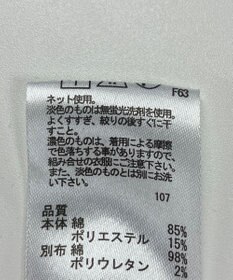 F63
ネット使用。
淡色のものは無蛍光洗剤を使用。
よくすすぎ、絞りの後すぐに干
すこと。
濃色のものは、着用による摩擦
で色落ちする事がありますので、
組み合せの衣服にご注意下さい。
また、淡色のものとは別にお洗
い下さい。
107
品質
本体 綿 85%
ポリエステル 15%
別布 綿 98%
ポリウレタン 2%